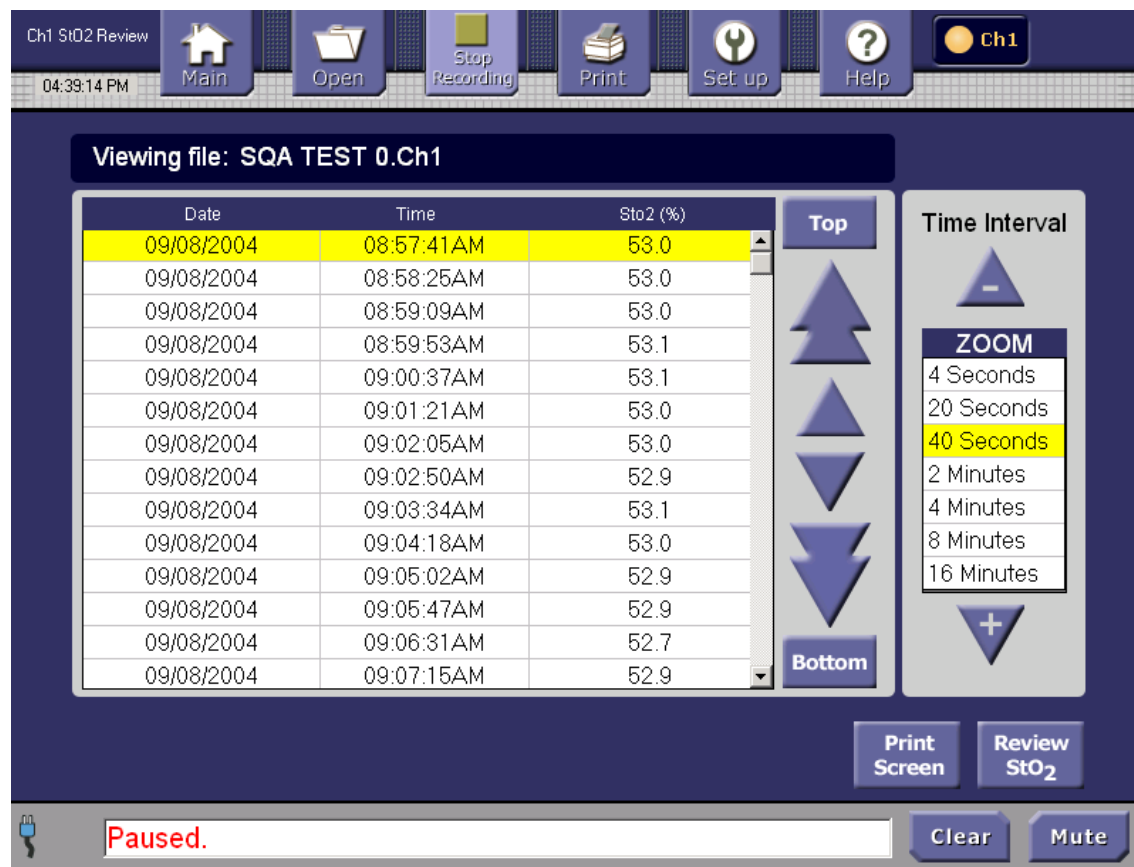 Ch1 StO2 Review
04:39:14 PM
Main
Open
Stop
Recording
Print
Set up
Help
Ch1
Viewing file: SQA TEST 0.Ch1
Date Time Sto2 (%)
09/08/2004 08:57:41AM 53.0
09/08/2004 08:58:25AM 53.0
09/08/2004 08:59:09AM 53.0
09/08/2004 08:59:53AM 53.1
09/08/2004 09:00:37AM 53.1
09/08/2004 09:01:21AM 53.0
09/08/2004 09:02:05AM 53.0
09/08/2004 09:02:50AM 52.9
09/08/2004 09:03:34AM 53.1
09/08/2004 09:04:18AM 53.0
09/08/2004 09:05:02AM 52.9
09/08/2004 09:05:47AM 52.9
09/08/2004 09:06:31AM 52.7
09/08/2004 09:07:15AM 52.9
Top
Bottom
Time Interval
-
ZOOM
4 Seconds
20 Seconds
40 Seconds
2 Minutes
4 Minutes
8 Minutes
16 Minutes
+
Print
Screen
Review
StO₂
Paused.
Clear
Mute